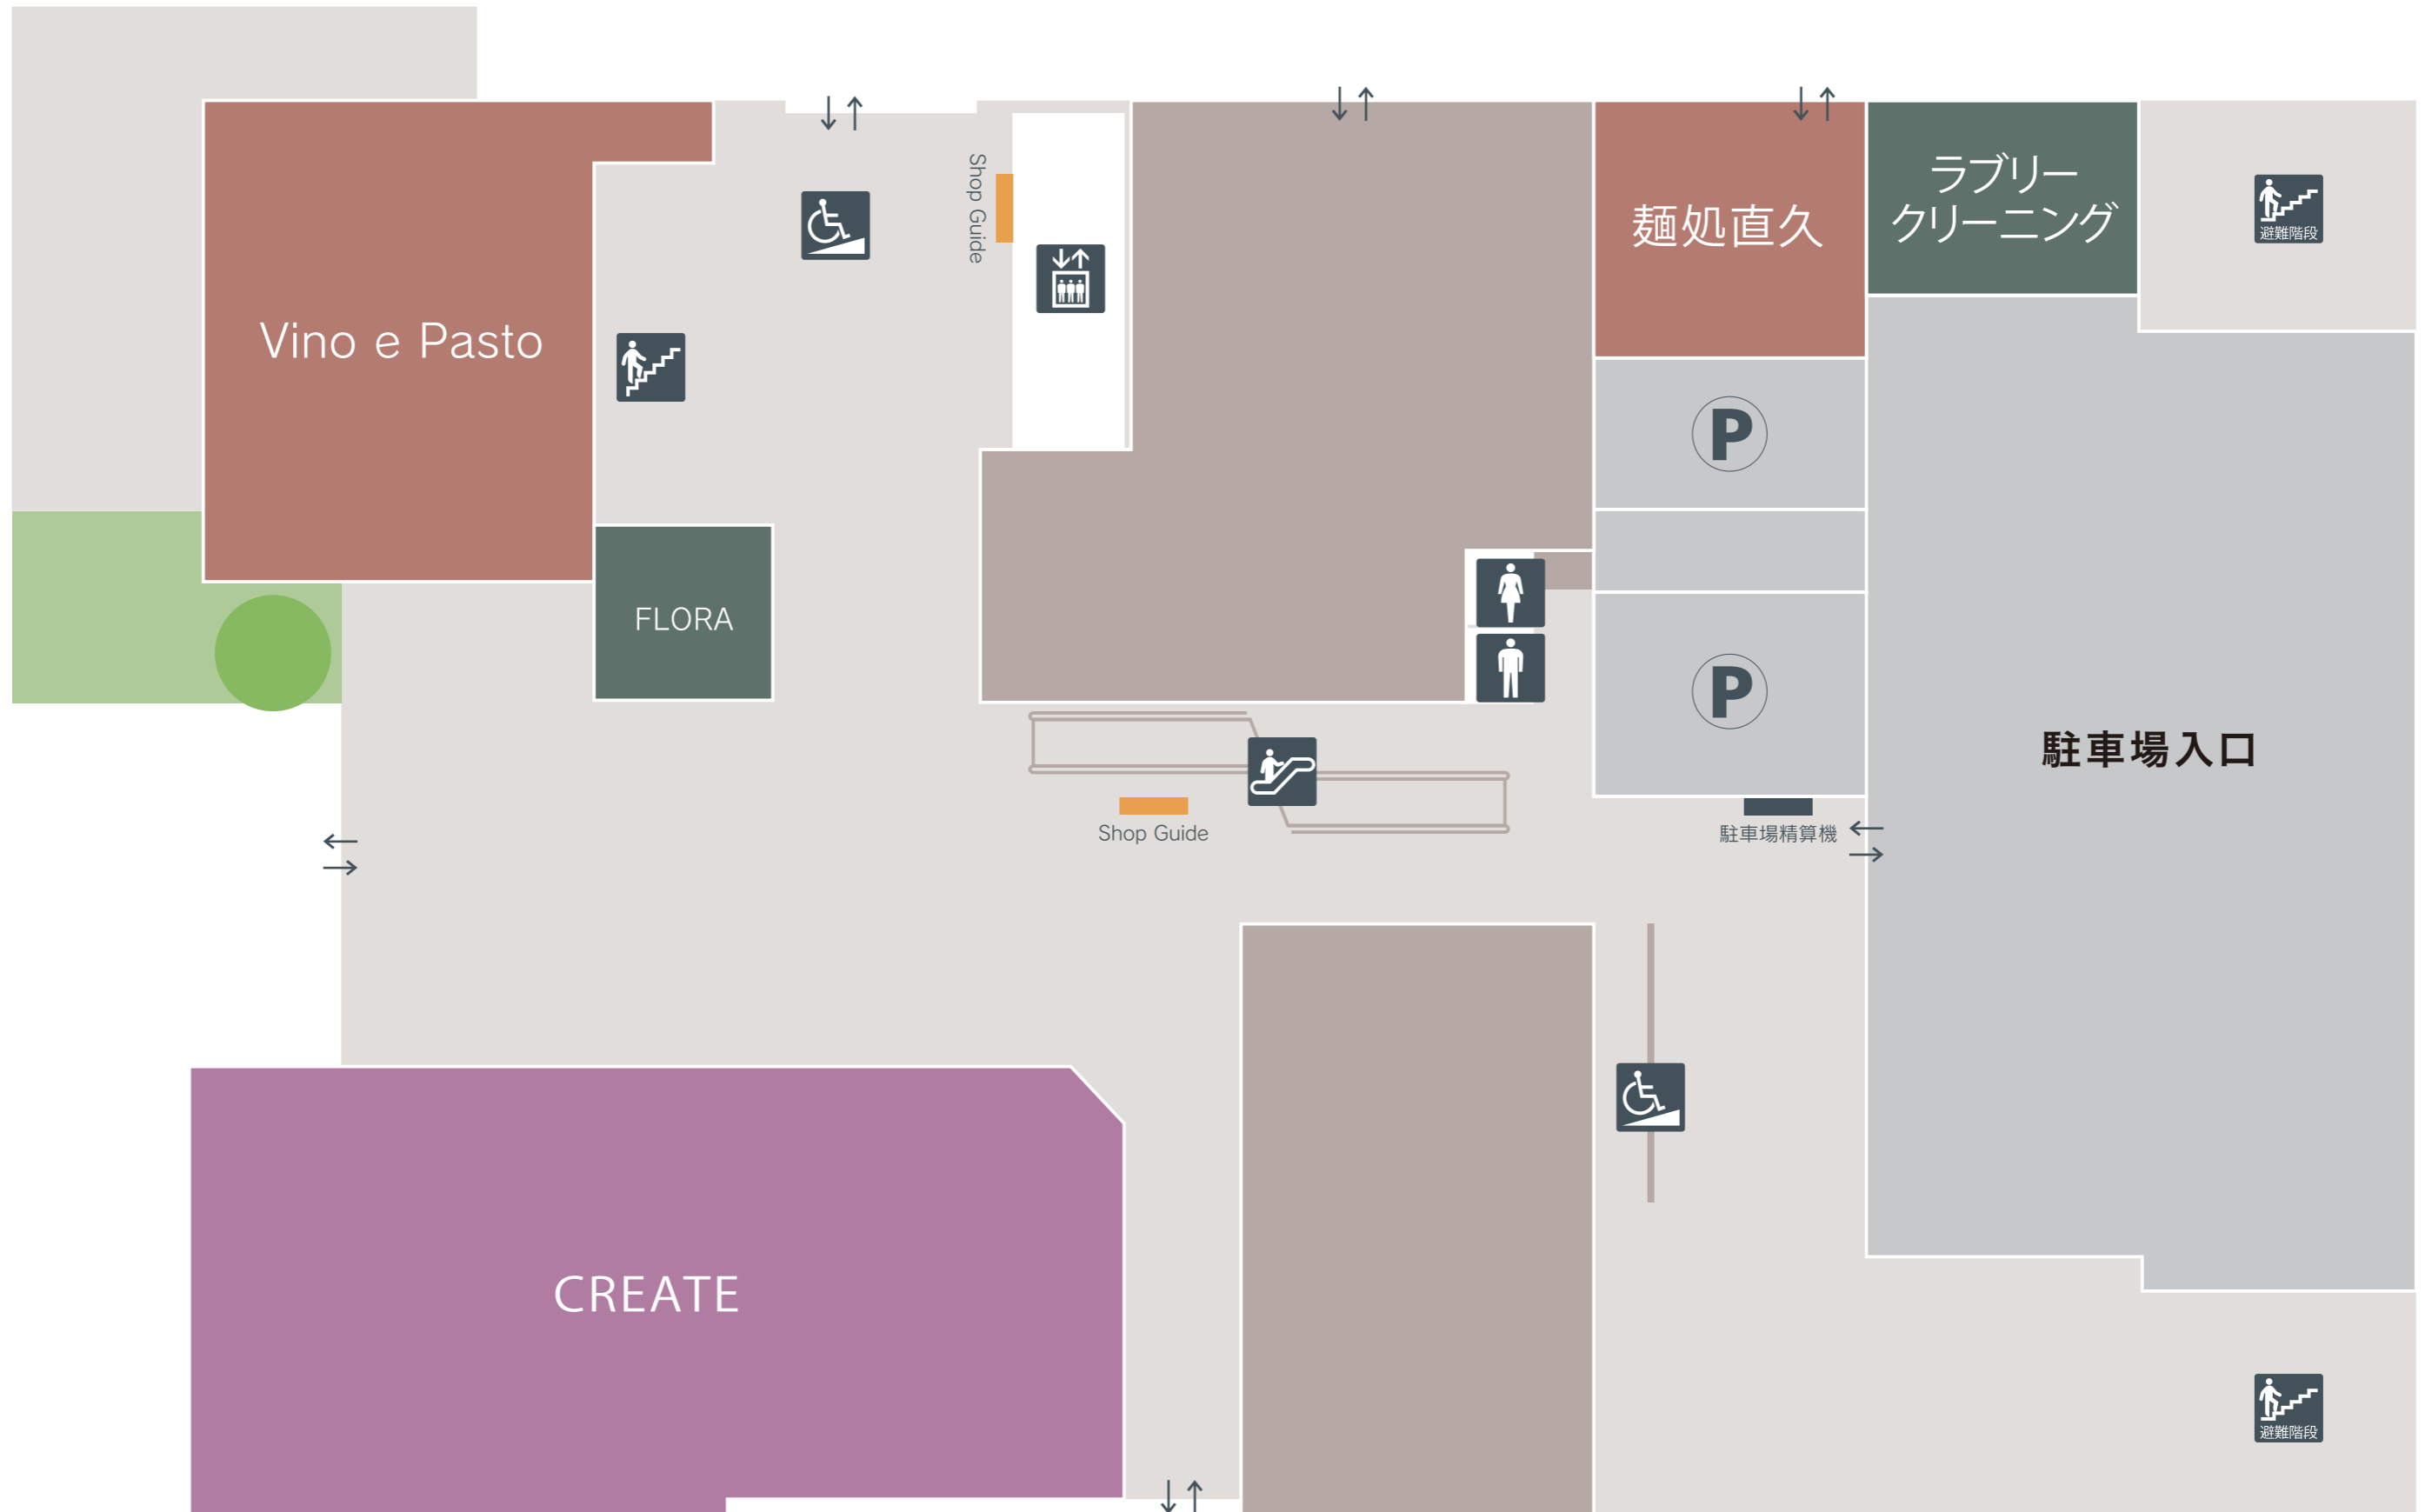 Shop Guide
麺処直久
ラブリー
クリーニング
避難階段
Vino e Pasto
P
FLORA
P
駐車場入口
Shop Guide
駐車場精算機
CREATE
避難階段